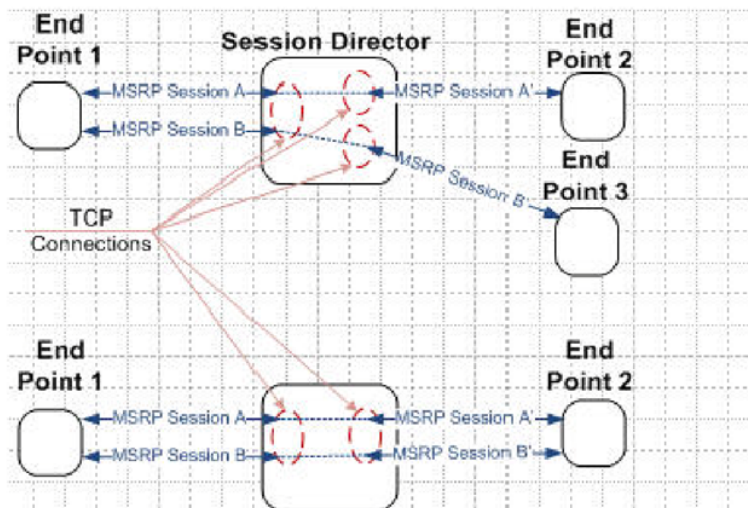 End
Point 1
Session Director
End
Point 2
MSRP Session A
MSRP Session A'
MSRP Session B
End
Point 3
MSRP Session B'
TCP
Connections
End
Point 1
End
Point 2
MSRP Session A
MSRP Session A'
MSRP Session B
MSRP Session B'